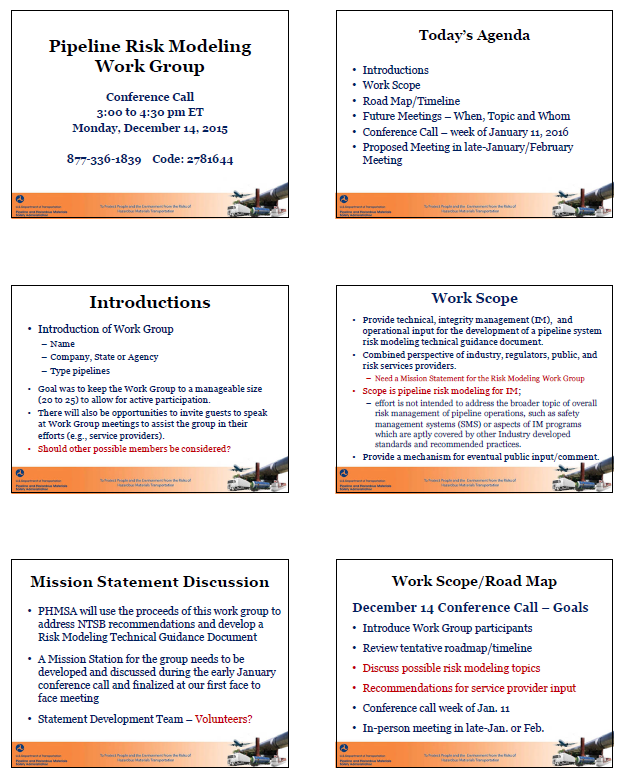 Pipeline Risk Modeling
Work Group
Conference Call
3:00 to 4:30 pm ET
Monday, December 14, 2015
877-336-1839 Code: 2781644
U.S. Department of Transportation
Pipeline and Hazardous Materials
Safety Administration
To Protect People and the Environment From the Risks of
Hazardous Materials Transportation
Today's Agenda
• Introductions
• Work Scope
• Road Map/Timeline
• Future Meetings – When, Topic and Whom
• Conference Call – week of January 11, 2016
• Proposed Meeting in late-January/February
Meeting
U.S. Department of Transportation
Pipeline and Hazardous Materials
Safety Administration
To Protect People and the Environment From the Risks of
Hazardous Materials Transportation
Introductions
• Introduction of Work Group
– Name
– Company, State or Agency
– Type pipelines
• Goal was to keep the Work Group to a manageable size
(20 to 25) to allow for active participation.
• There will also be opportunities to invite guests to speak
at Work Group meetings to assist the group in their
efforts (e.g., service providers).
• Should other possible members be considered?
U.S. Department of Transportation
Pipeline and Hazardous Materials
Safety Administration
To Protect People and the Environment From the Risks of
Hazardous Materials Transportation
Work Scope
• Provide technical, integrity management (IM), and
operational input for the development of a pipeline system
risk modeling technical guidance document.
• Combined perspective of industry, regulators, public, and
risk service providers.
– Need a Mission Statement for the Risk Modeling Work Group
• Scope is pipeline risk modeling for IM;
– effort is not intended to address the broader topic of overall
risk management of pipeline operations, such as safety
management systems (SMS) or aspects of IM programs
which are aptly covered by other Industry developed
standards and recommended practices.
• Provide a mechanism for eventual public input/comment.
U.S. Department of Transportation
Pipeline and Hazardous Materials
Safety Administration
To Protect People and the Environment From the Risks of
Hazardous Materials Transportation
Mission Statement Discussion
• PHMSA will use the proceeds of this work group to
address NTSB recommendations and develop a
Risk Modeling Technical Guidance Document
• A Mission Station for the group needs to be
developed and discussed during the early January
conference call and finalized at our first face to
face meeting
• Statement Development Team – Volunteers?
U.S. Department of Transportation
Pipeline and Hazardous Materials
Safety Administration
To Protect People and the Environment From the Risks of
Hazardous Materials Transportation
Work Scope/Road Map
December 14 Conference Call – Goals
• Introduce Work Group participants
• Review tentative roadmap/timeline
• Discuss possible risk modeling topics
• Recommendations for service provider input
• Conference call week of Jan. 11
• In-person meeting in late-Jan. or Feb.
U.S. Department of Transportation
Pipeline and Hazardous Materials
Safety Administration
To Protect People and the Environment From the Risks of
Hazardous Materials Transportation